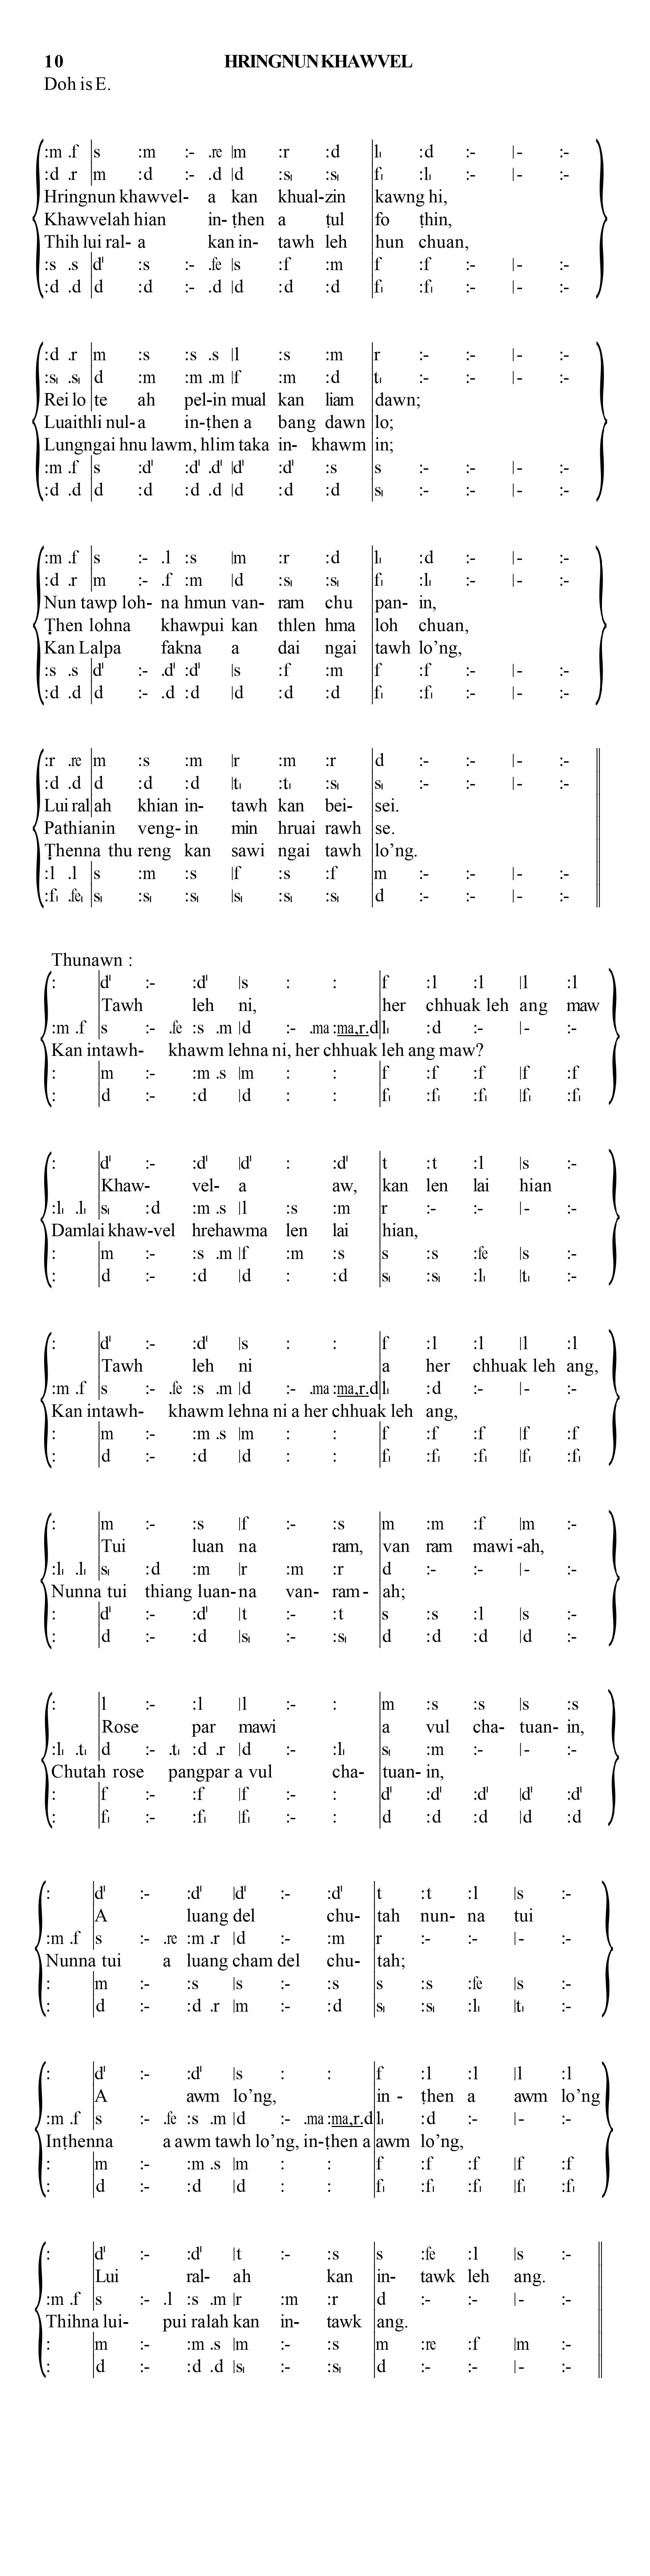 10 HRINGNUN KHAWVEL
Doh is E.
:m .f |s :m :- .re |m :r :d |l, :d :- |- :-
:d .r |m :d :- .d |d :s, :s, |f, :l, :- |- :-
Hringnun khawvel- a kan khual-zin kawng hi,
Khawvelah hian in- ṭhen a ṭul fo ṭhin,
Thih lui ral- a kan in- tawh leh hun chuan,
:s .s |d' :s :- .fe |s :f :m |f :f :- |- :-
:d .d |d :d :- .d |d :d :d |f, :f, :- |- :-
:d .r |m :s :s .s |l :s :m |r :- :- |- :-
:s, .s, |d :m :m .m |f :m :d |t, :- :- |- :-
Rei lo te ah pel-in mual kan liam dawn;
Luaithli nul-a in-ṭhen a bang dawn lo;
Lungngai hnu lawm, hlim taka in- khawm in;
:m .f |s :d' :d' .d' |d' :d' :s |s :- :- |- :-
:d .d |d :d :d .d |d :d :d |s, :- :- |- :-
:m .f |s :- .l :s |m :r :d |l, :d :- |- :-
:d .r |m :- .f :m |d :s, :s, |f, :l, :- |- :-
Nun tawp loh- na hmun van- ram chu pan- in,
Ṭhen lohna khawpui kan thlen hma loh chuan,
Kan Lalpa fakna a dai ngai tawh lo’ng,
:s .s |d' :- .d' :d' |s :f :m |f :f :- |- :-
:d .d |d :- .d :d |d :d :d |f, :f, :- |- :-
:r .re |m :s :m |r :m :r |d :- :- |- :-
:d .d |d :d :d |t, :t, :s, |s, :- :- |- :-
Lui ral ah khian in- tawh kan bei- sei.
Pathianin veng- in min hruai rawh se.
Ṭhenna thu reng kan sawi ngai tawh lo’ng.
:l .l |s :m :s |f :s :f |m :- :- |- :-
:f, .fe, |s, :s, :s, |s, :s, :s, |d :- :- |- :-
Thunawn :
: |d' :- :d' |s : : |f :l :l |l :l
Tawh leh ni, her chhuak leh ang maw
:m .f |s :- .fe :s .m |d :- .ma :ma,r.d |l, :d :- |- :-
Kan intawh- khawm lehna ni, her chhuak leh ang maw?
: |m :- :m .s |m : : |f :f :f |f :f
: |d :- :d |d : : |f, :f, :f, |f, :f,
: |d' :- :d' |d' : :d' |t :t :l |s :-
Khaw- vel- a aw, kan len lai hian
:l, .l, |s, :d :m .s |l :s :m |r :- :- |- :-
Damlai khaw-vel hrehawma len lai hian,
: |m :- :s .m |f :m :s |s :s :fe |s :-
: |d :- :d |d : :d |s, :s, :l, |t, :-
: |d' :- :d' |s : : |f :l :l |l :l
Tawh leh ni a her chhuak leh ang,
:m .f |s :- .fe :s .m |d :- .ma :ma,r.d |l, :d :- |- :-
Kan intawh- khawm lehna ni a her chhuak leh ang,
: |m :- :m .s |m : : |f :f :f |f :f
: |d :- :d |d : : |f, :f, :f, |f, :f,
: |m :- :s |f :- :s |m :m :f |m :-
Tui luan na ram, van ram mawi -ah,
:l, .l, |s, :d :m |r :m :r |d :- :- |- :-
Nunna tui thiang luan-na van- ram- ah;
: |d' :- :d' |t :- :t |s :s :l |s :-
: |d :- :d |s, :- :s, |d :d :d |d :-
: |l :- :l |l :- : |m :s :s |s :s
Rose par mawi a vul cha- tuan- in,
:l, .t, |d :- .t, :d .r |d :- :l, |s, :m :- |- :-
Chutah rose pangpar a vul cha- tuan- in,
: |f :- :f |f :- : |d' :d' :d' |d' :d'
: |f, :- :f, |f, :- : |d :d :d |d :d
: |d' :- :d' |d' :- :d' |t :t :l |s :-
A luang del chu- tah nun- na tui
:m .f |s :- .re :m .r |d :- :m |r :- :- |- :-
Nunna tui a luang cham del chu- tah;
: |m :- :s |s :- :s |s :s :fe |s :-
: |d :- :d .r |m :- :d |s, :s, :l, |t, :-
: |d' :- :d' |s : : |f :l :l |l :l
A awm lo’ng, in - ṭhen a awm lo’ng
:m .f |s :- .fe :s .m |d :- .ma :ma,r.d |l, :d :- |- :-
Inṭhenna a awm tawh lo’ng, in-ṭhen a awm lo’ng,
: |m :- :m .s |m : : |f :f :f |f :f
: |d :- :d |d : : |f, :f, :f, |f, :f,
: |d' :- :d' |t :- :s |s :fe :l |s :-
Lui ral- ah kan in- tawk leh ang.
:m .f |s :- .l :s .m |r :m :r |d :- :- |- :-
Thihna lui- pui ralah kan in- tawk ang.
: |m :- :m .s |m :- :s |m :re :f |m :-
: |d :- :d .d |s, :- :s, |d :- :- |- :-